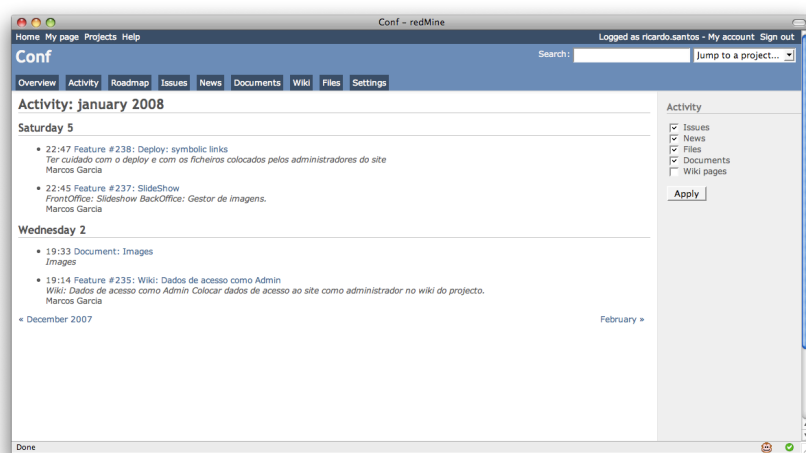 Conf – redMine
Home My page Projects Help Logged as ricardo.santos - My account Sign out
Conf Search: Jump to a project...
Overview Activity Roadmap Issues News Documents Wiki Files Settings
Activity: january 2008
Saturday 5
22:47 Feature #238: Deploy: symbolic links
Ter cuidado com o deploy e com os ficheiros colocados pelos administradores do site
Marcos Garcia
22:45 Feature #237: SlideShow
FrontOffice: Slideshow BackOffice: Gestor de imagens.
Marcos Garcia
Wednesday 2
19:33 Document: Images
Images
19:14 Feature #235: Wiki: Dados de acesso como Admin
Wiki: Dados de acesso como Admin Colocar dados de acesso ao site como administrador no wiki do projecto.
Marcos Garcia
« December 2007 February »
Activity
Issues
News
Files
Documents
Wiki pages
Apply
Done